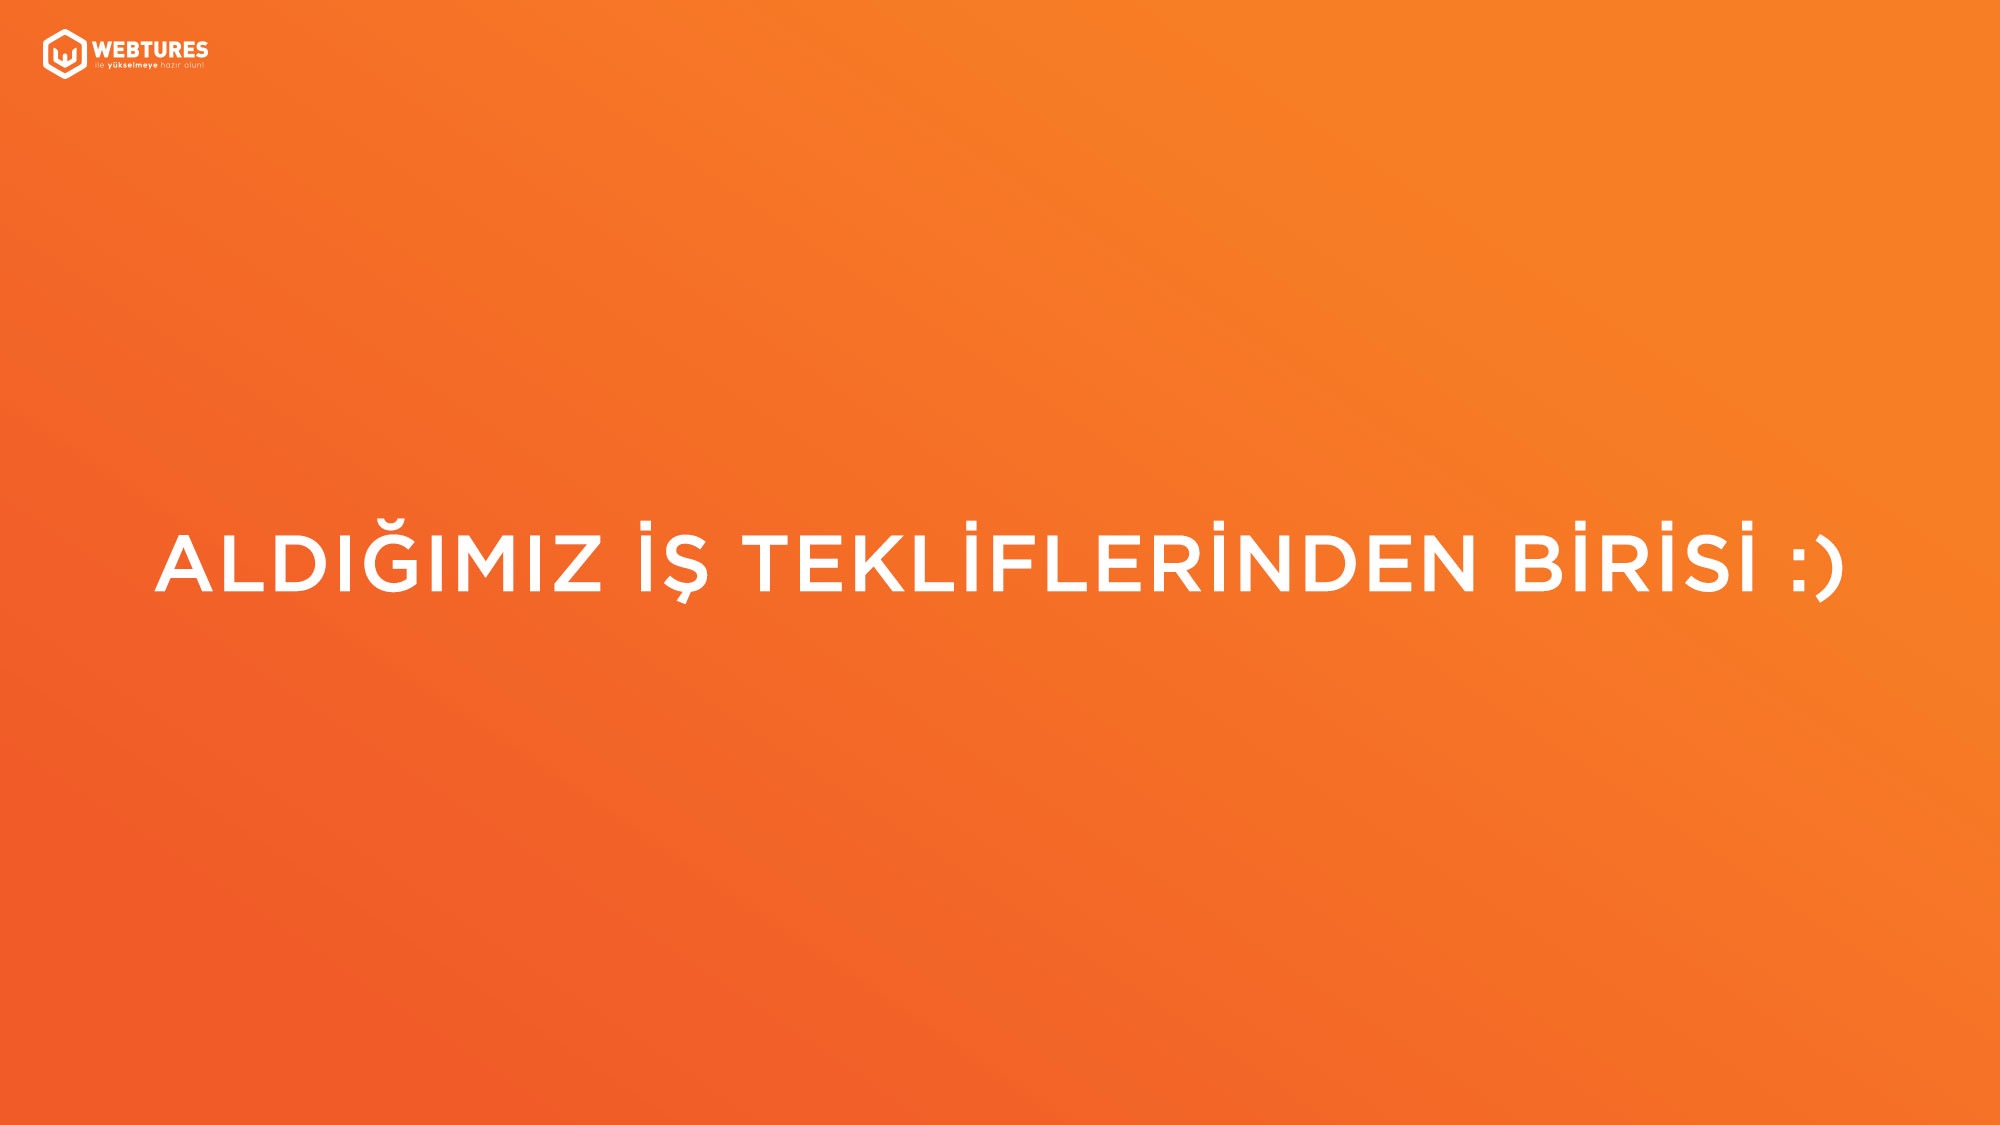 WEBTURES
ile yükselmeye hazır olun!
ALDIĞIMIZ İŞ TEKLİFLERİNDEN BİRİSİ :)